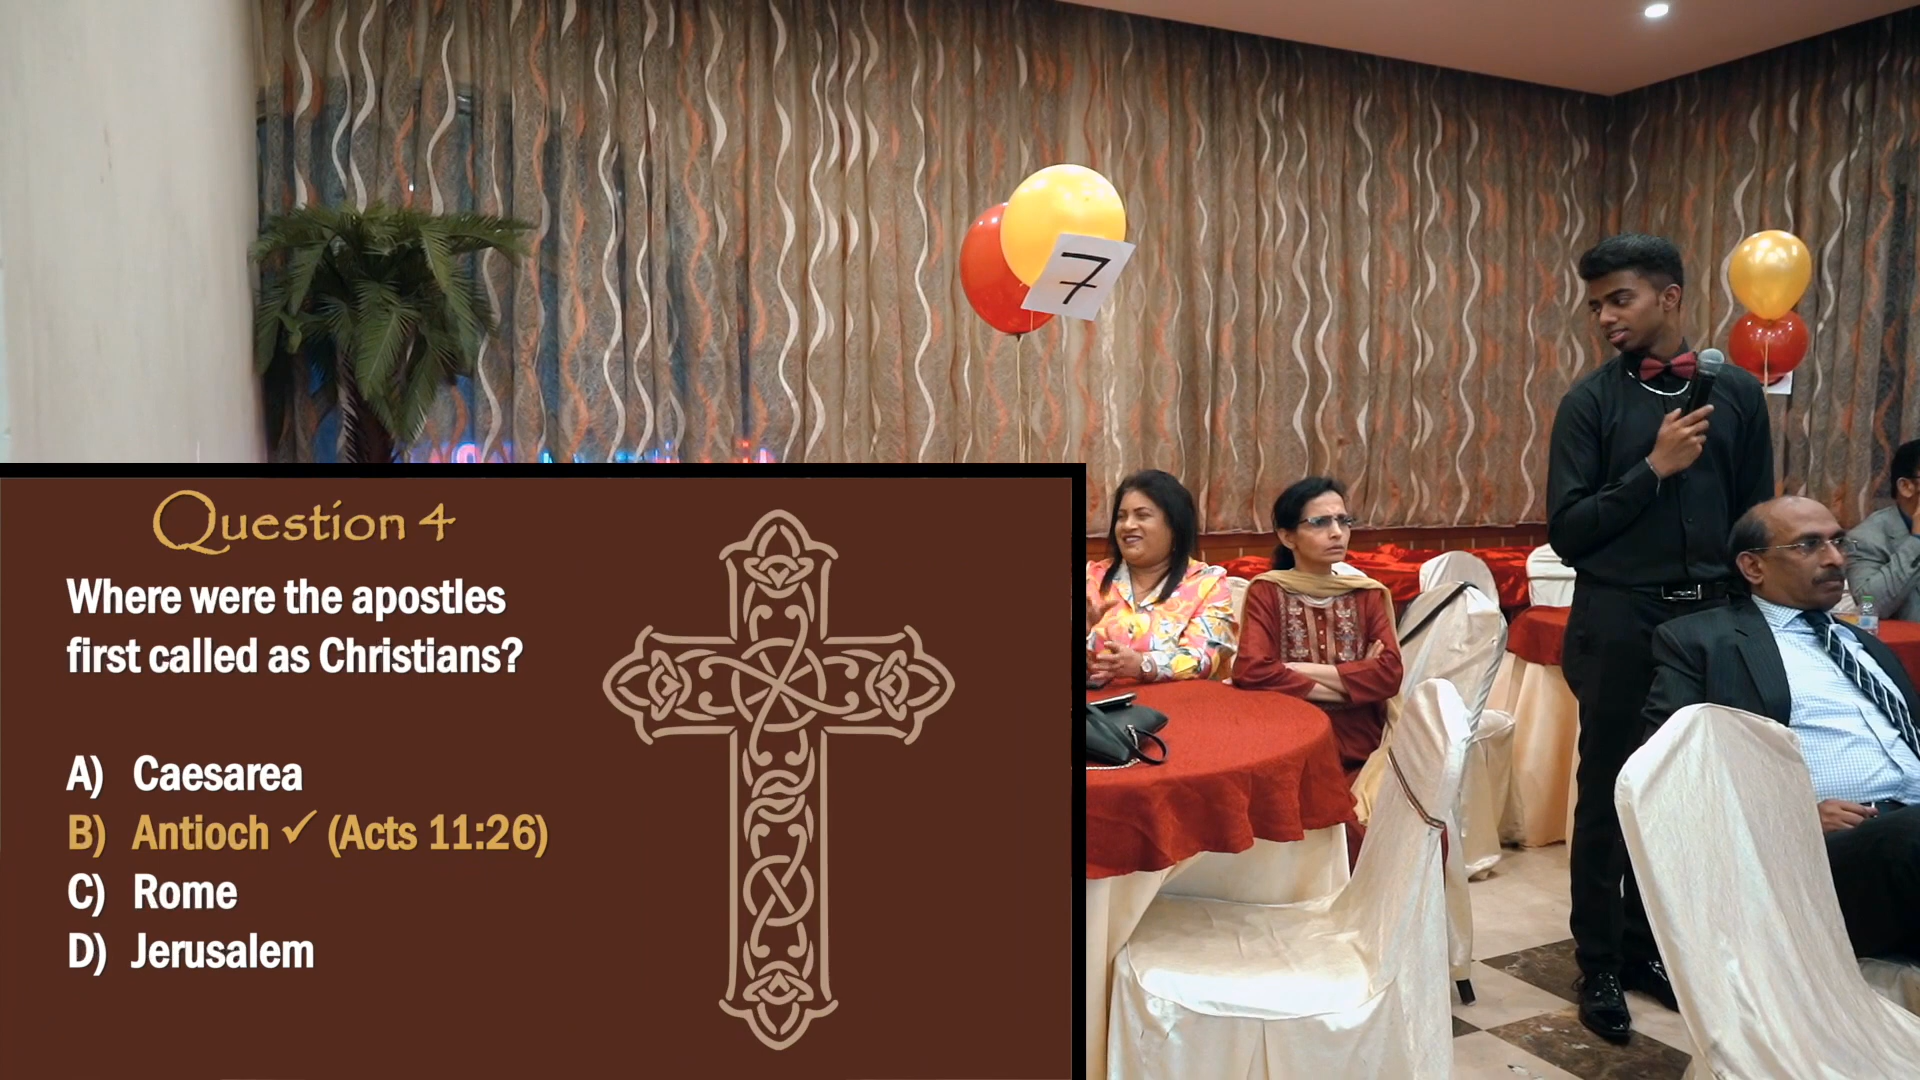 7
Question 4
Where were the apostles
first called as Christians?
A) Caesarea
B) Antioch ✓ (Acts 11:26)
C) Rome
D) Jerusalem